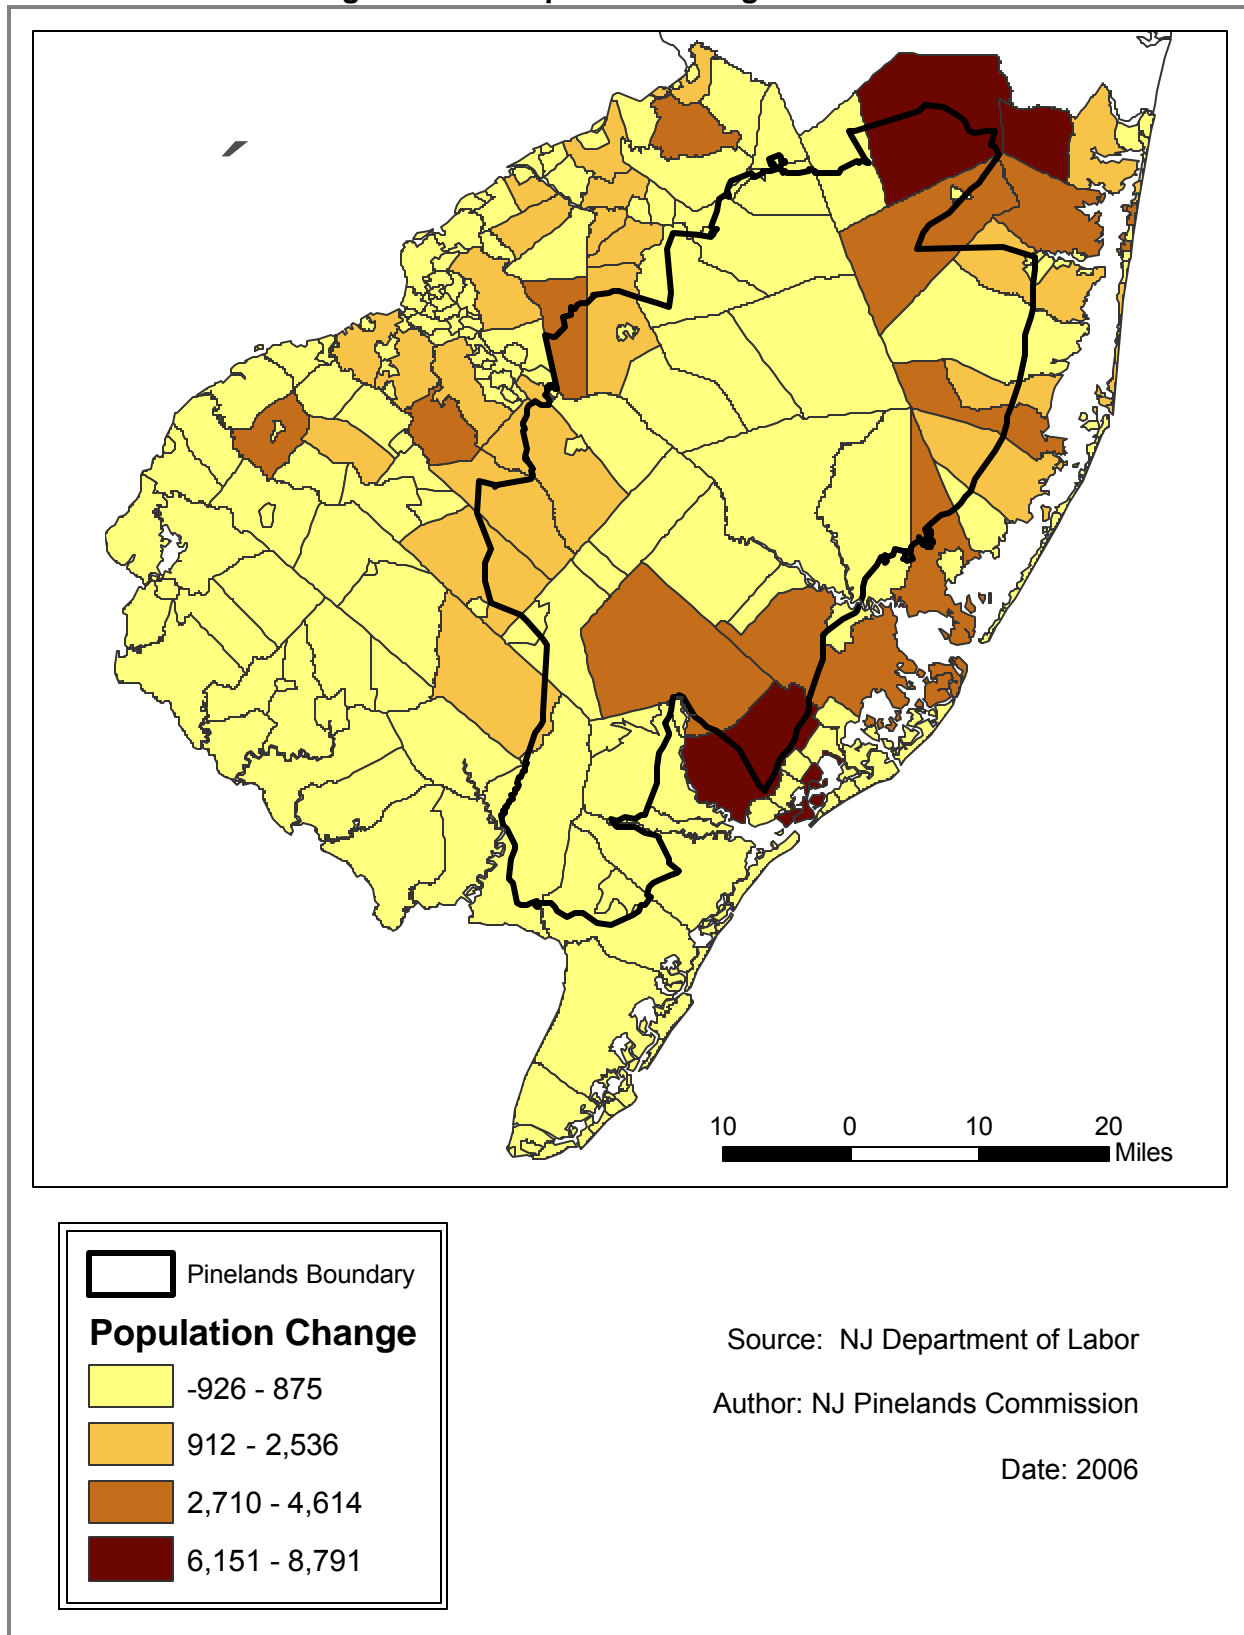 10 0 10 20
Miles
Pinelands Boundary
Population Change
-926 - 875
912 - 2,536
2,710 - 4,614
6,151 - 8,791
Source: NJ Department of Labor
Author: NJ Pinelands Commission
Date: 2006